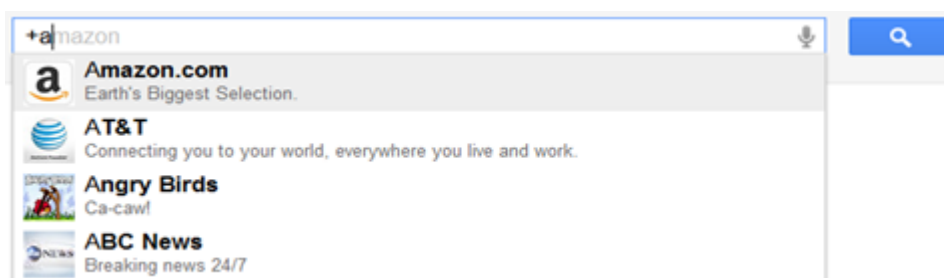 +amazon
Amazon.com
Earth's Biggest Selection.
AT&T
Connecting you to your world, everywhere you live and work.
Angry Birds
Ca-caw!
ABC News
Breaking news 24/7